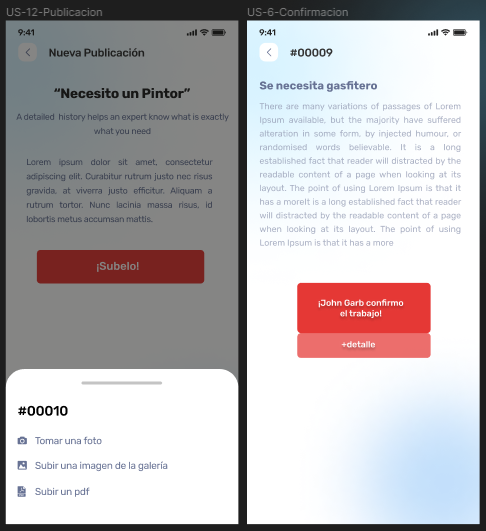 US-12-Publicacion
9:41
Nueva Publicación
“Necesito un Pintor”
A detailed history helps an expert know what is exactly
what you need
Lorem ipsum dolor sit amet, consectetur
adipiscing elit. Curabitur rutrum justo nec risus
gravida, at viverra justo efficitur. Aliquam a
rutrum tortor. Nunc lacinia massa risus, id
lobortis metus accumsan mattis.
¡Subelo!
#00010
Tomar una foto
Subir una imagen de la galería
Subir un pdf
US-6-Confirmacion
9:41
#00009
Se necesita gasfitero
There are many variations of passages of Lorem
Ipsum available, but the majority have suffered
alteration in some form, by injected humour, or
randomised words believable. It is a long
established fact that reader will distracted by the
readable content of a page when looking at its
layout. The point of using Lorem Ipsum is that it
has a moreIt is a long established fact that reader
will distracted by the readable content of a page
when looking at its layout. The point of using
Lorem Ipsum is that it has a more
¡John Garb confirmo
el trabajo!
+detalle